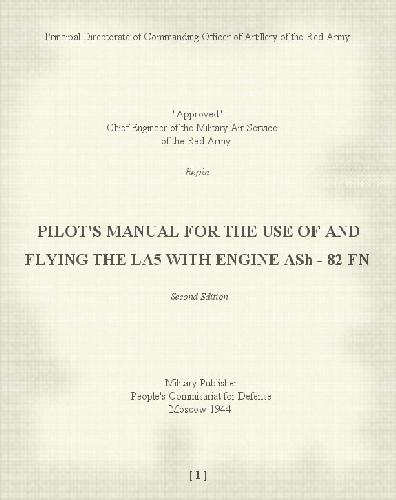 Principal Directorate of Commanding Officer of Artillery of the Red Army
"Approved"
Chief Engineer of the Military Air Service
of the Red Army
Repin
PILOT'S MANUAL FOR THE USE OF AND
FLYING THE LA5 WITH ENGINE ASh - 82 FN
Second Edition
Military Publisher
People's Commisariat for Defense
Moscow 1944
[ 1 ]